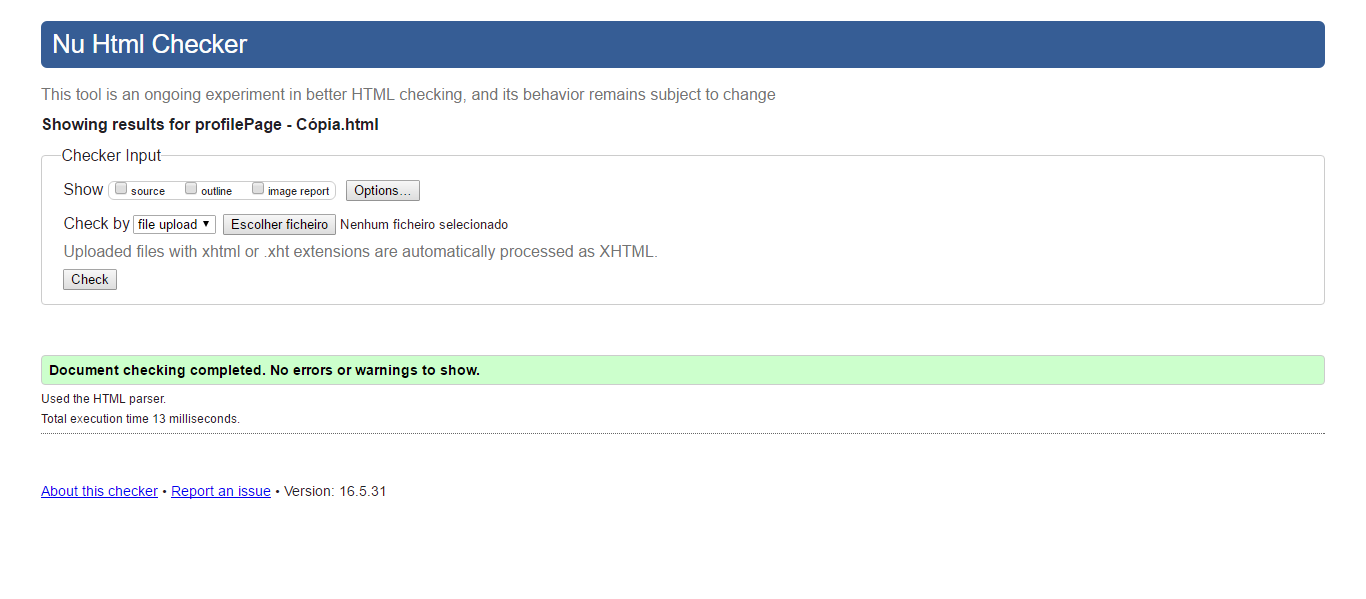 Nu Html Checker
This tool is an ongoing experiment in better HTML checking, and its behavior remains subject to change
Showing results for profilePage - Cópia.html
Checker Input
Show source outline image report Options...
Check by file upload Escolher ficheiro Nenhum ficheiro selecionado
Uploaded files with xhtml or .xht extensions are automatically processed as XHTML.
Check
Document checking completed. No errors or warnings to show.
Used the HTML parser.
Total execution time 13 milliseconds.
About this checker • Report an issue • Version: 16.5.31